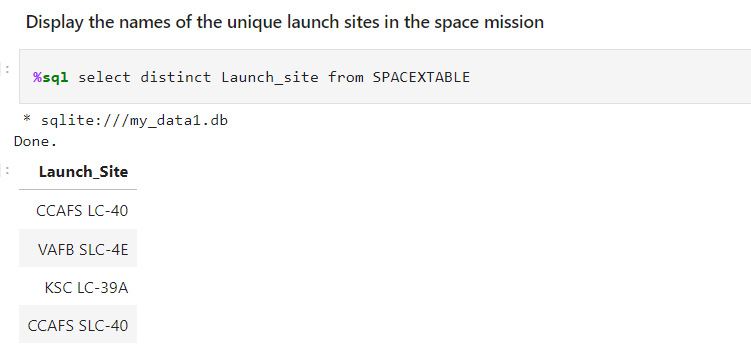 Display the names of the unique launch sites in the space mission
:
%sql select distinct Launch_site from SPACEXTABLE
* sqlite:///my_data1.db
Done.
:
Launch_Site
CCAFS LC-40
VAFB SLC-4E
KSC LC-39A
CCAFS SLC-40